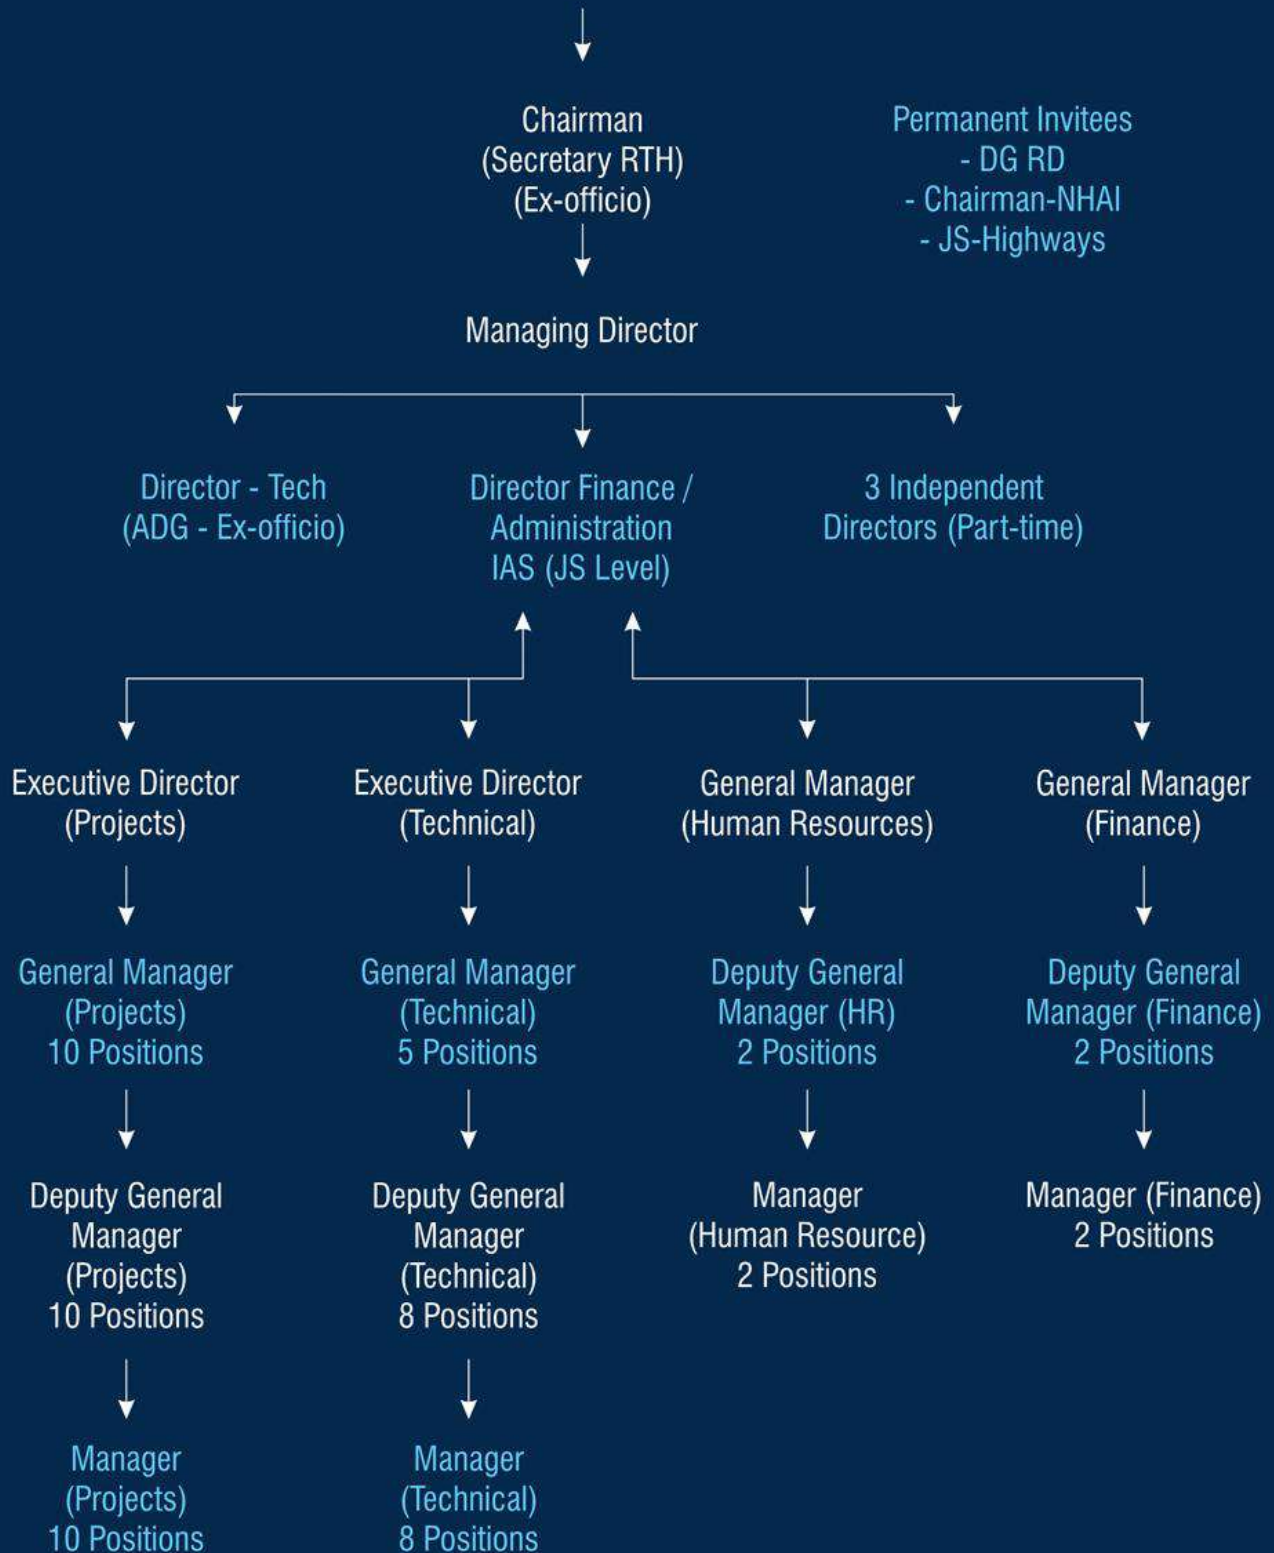 Chairman
(Secretary RTH)
(Ex-officio)
Permanent Invitees
- DG RD
- Chairman-NHAI
- JS-Highways
Managing Director
Director - Tech
(ADG - Ex-officio)
Director Finance /
Administration
IAS (JS Level)
3 Independent
Directors (Part-time)
Executive Director
(Projects)
Executive Director
(Technical)
General Manager
(Human Resources)
General Manager
(Finance)
General Manager
(Projects)
10 Positions
General Manager
(Technical)
5 Positions
Deputy General
Manager (HR)
2 Positions
Deputy General
Manager (Finance)
2 Positions
Deputy General
Manager
(Projects)
10 Positions
Deputy General
Manager
(Technical)
8 Positions
Manager
(Human Resource)
2 Positions
Manager (Finance)
2 Positions
Manager
(Projects)
10 Positions
Manager
(Technical)
8 Positions